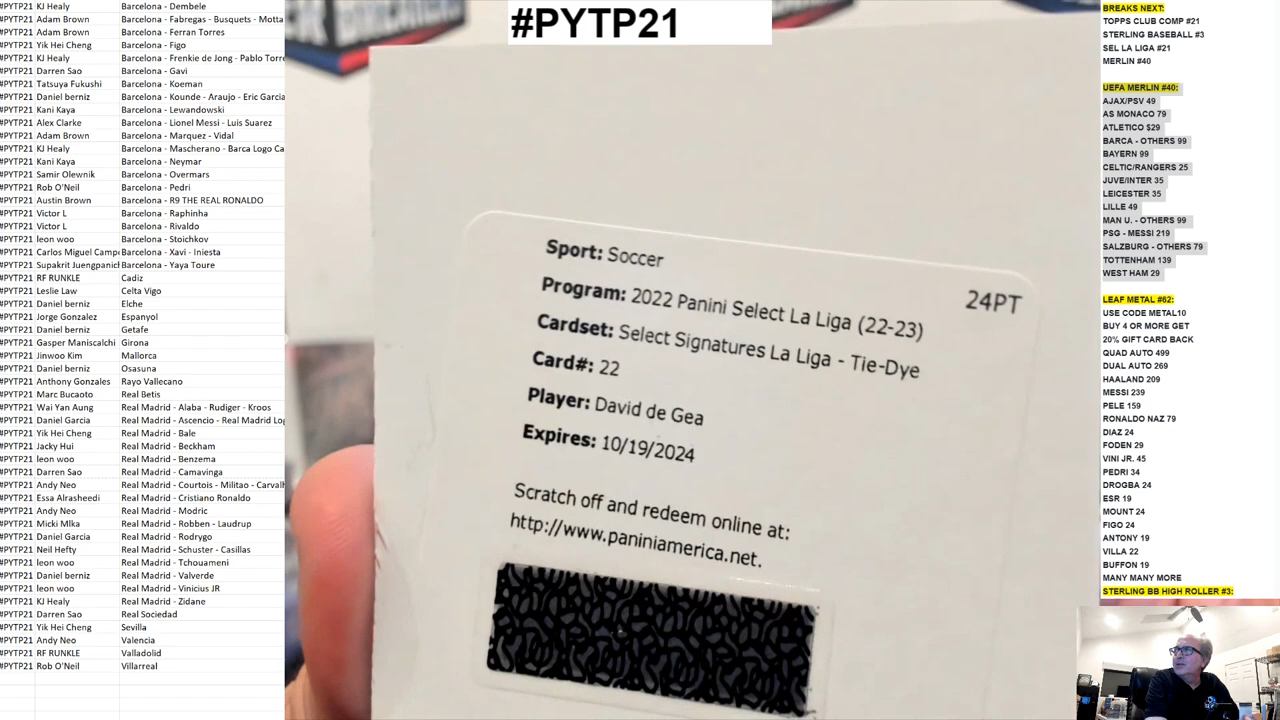 #PYTP21
#PYTP21 KJ Healy Barcelona - Dembele
#PYTP21 Adam Brown Barcelona - Fabregas - Busquets - Motta
#PYTP21 Adam Brown Barcelona - Ferran Torres
#PYTP21 Yik Hei Cheng Barcelona - Figo
#PYTP21 KJ Healy Barcelona - Frenkie de Jong - Pablo Torre
#PYTP21 Darren Sao Barcelona - Gavi
#PYTP21 Tatsuya Fukushi Barcelona - Koeman
#PYTP21 Daniel berniz Barcelona - Kounde - Araujo - Eric Garcia
#PYTP21 Kani Kaya Barcelona - Lewandowski
#PYTP21 Alex Clarke Barcelona - Lionel Messi - Luis Suarez
#PYTP21 Adam Brown Barcelona - Marquez - Vidal
#PYTP21 KJ Healy Barcelona - Mascherano - Barca Logo Ca
#PYTP21 Kani Kaya Barcelona - Neymar
#PYTP21 Samir Olewnik Barcelona - Overmars
#PYTP21 Rob O'Neil Barcelona - Pedri
#PYTP21 Austin Brown Barcelona - R9 THE REAL RONALDO
#PYTP21 Victor L Barcelona - Raphinha
#PYTP21 Victor L Barcelona - Rivaldo
#PYTP21 leon woo Barcelona - Stoichkov
#PYTP21 Carlos Miguel Camp Barcelona - Xavi - Iniesta
#PYTP21 Supakrit Juengpanich Barcelona - Yaya Toure
#PYTP21 RF RUNKLE Cadiz
#PYTP21 Leslie Law Celta Vigo
#PYTP21 Daniel berniz Elche
#PYTP21 Jorge Gonzalez Espanyol
#PYTP21 Daniel berniz Getafe
#PYTP21 Gasper Maniscalchi Girona
#PYTP21 Jinwoo Kim Mallorca
#PYTP21 Daniel berniz Osasuna
#PYTP21 Anthony Gonzales Rayo Vallecano
#PYTP21 Marc Bucaoto Real Betis
#PYTP21 Wai Yan Aung Real Madrid - Alaba - Rudiger - Kroos
#PYTP21 Daniel Garcia Real Madrid - Ascencio - Real Madrid Log
#PYTP21 Yik Hei Cheng Real Madrid - Bale
#PYTP21 Jacky Hui Real Madrid - Beckham
#PYTP21 leon woo Real Madrid - Benzema
#PYTP21 Darren Sao Real Madrid - Camavinga
#PYTP21 Andy Neo Real Madrid - Courtois - Militao - Carvalh
#PYTP21 Essa Alrasheedi Real Madrid - Cristiano Ronaldo
#PYTP21 Andy Neo Real Madrid - Modric
#PYTP21 Micki Mlka Real Madrid - Robben - Laudrup
#PYTP21 Daniel Garcia Real Madrid - Rodrygo
#PYTP21 Neil Hefty Real Madrid - Schuster - Casillas
#PYTP21 leon woo Real Madrid - Tchouameni
#PYTP21 Daniel berniz Real Madrid - Valverde
#PYTP21 leon woo Real Madrid - Vinicius JR
#PYTP21 KJ Healy Real Madrid - Zidane
#PYTP21 Darren Sao Real Sociedad
#PYTP21 Yik Hei Cheng Sevilla
#PYTP21 Andy Neo Valencia
#PYTP21 RF RUNKLE Valladolid
#PYTP21 Rob O'Neil Villarreal
24PT
Sport: Soccer
Program: 2022 Panini Select La Liga (22-23)
Cardset: Select Signatures La Liga - Tie-Dye
Card#: 22
Player: David de Gea
Expires: 10/19/2024
Scratch off and redeem online at:
http://www.paniniamerica.net.
BREAKS NEXT:
TOPPS CLUB COMP #21
STERLING BASEBALL #3
SEL LA LIGA #21
MERLIN #40
UEFA MERLIN #40:
AJAX/PSV 49
AS MONACO 79
ATLETICO $29
BARCA - OTHERS 99
BAYERN 99
CELTIC/RANGERS 25
JUVE/INTER 35
LEICESTER 35
LILLE 49
MAN U. - OTHERS 99
PSG - MESSI 219
SALZBURG - OTHERS 79
TOTTENHAM 139
WEST HAM 29
LEAF METAL #62:
USE CODE METAL10
BUY 4 OR MORE GET
20% GIFT CARD BACK
QUAD AUTO 499
DUAL AUTO 269
HAALAND 209
MESSI 239
PELE 159
RONALDO NAZ 79
DIAZ 24
FODEN 29
VINI JR. 45
PEDRI 34
DROGBA 24
ESR 19
MOUNT 24
FIGO 24
ANTONY 19
VILLA 22
BUFFON 19
MANY MANY MORE
STERLING BB HIGH ROLLER #3: